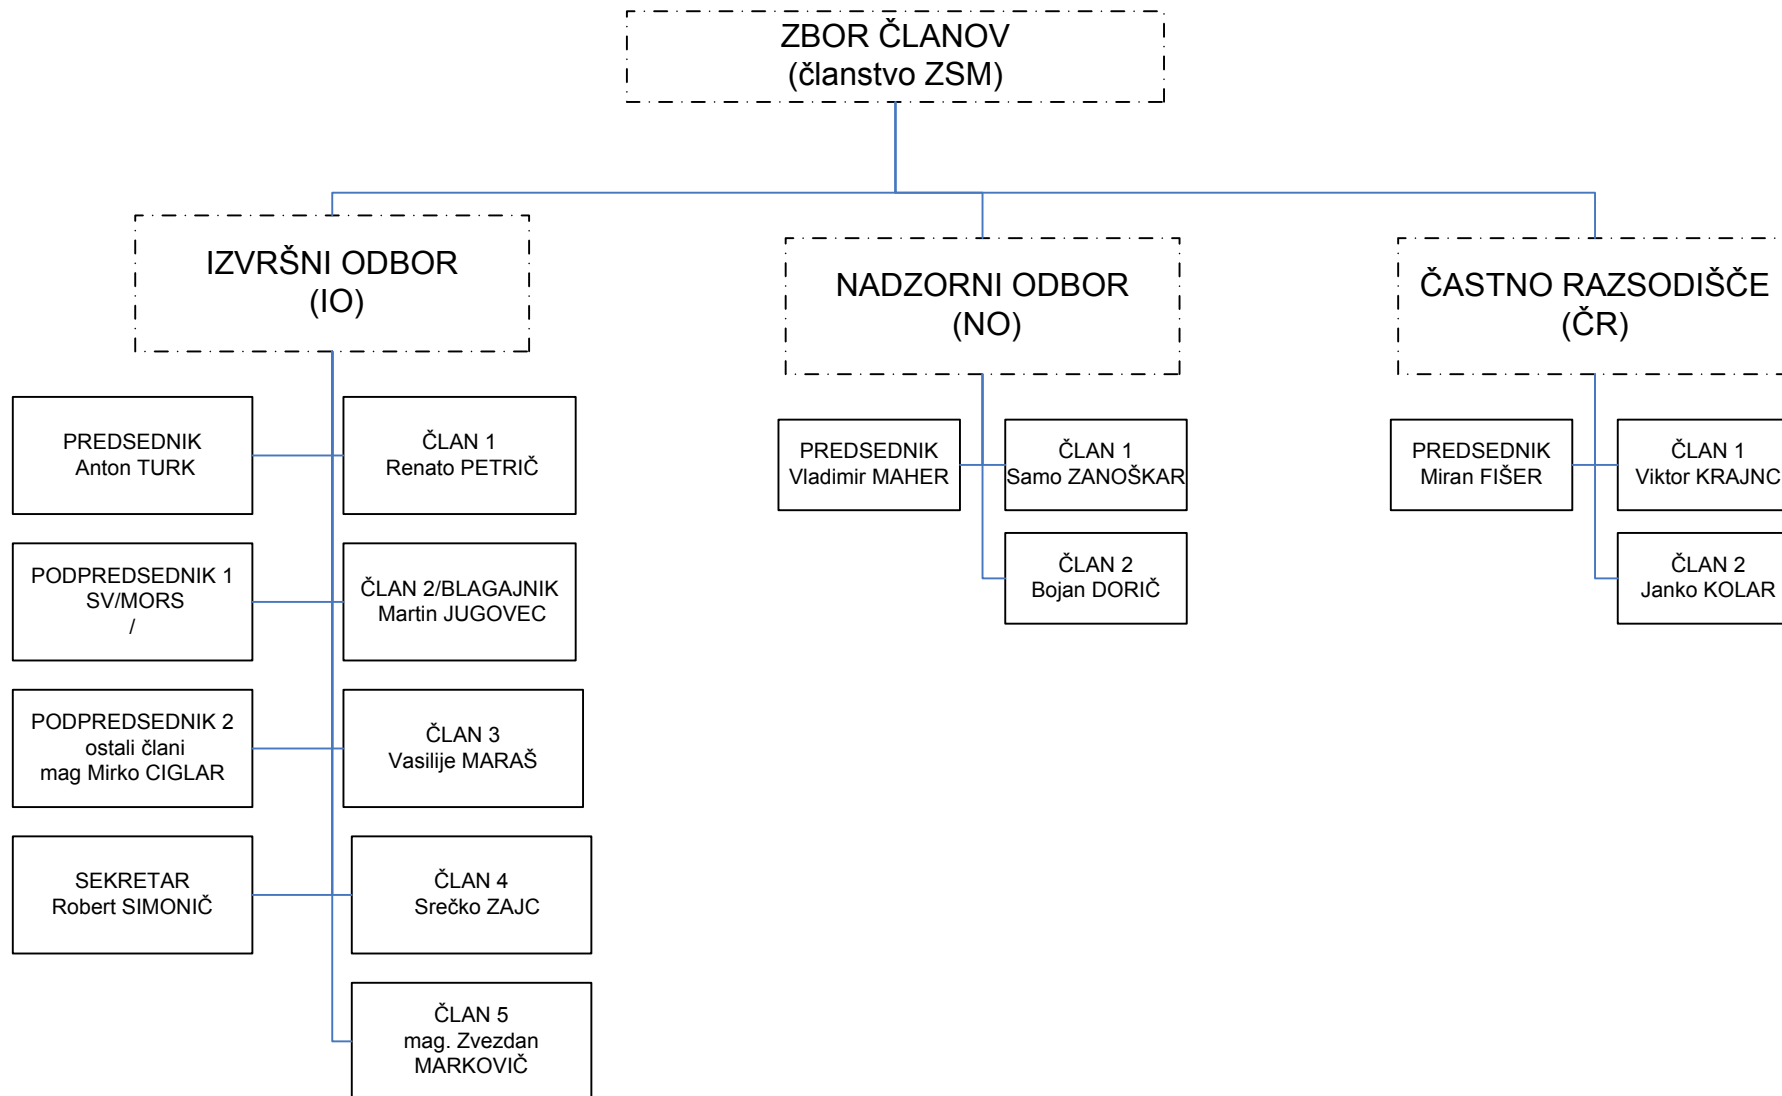 ZBOR ČLANOV
(članstvo ZSM)
IZVRŠNI ODBOR
(IO)
PREDSEDNIK
Anton TURK
ČLAN 1
Renato PETRIČ
PODPREDSEDNIK 1
SV/MORS
/
ČLAN 2/BLAGAJNIK
Martin JUGOVEC
PODPREDSEDNIK 2
ostali člani
mag Mirko CIGLAR
ČLAN 3
Vasilije MARAŠ
SEKRETAR
Robert SIMONIČ
ČLAN 4
Srečko ZAJC
ČLAN 5
mag. Zvezdan
MARKOVIČ
NADZORNI ODBOR
(NO)
PREDSEDNIK
Vladimir MAHER
ČLAN 1
Samo ZANOŠKAR
ČLAN 2
Bojan DORIČ
ČASTNO RAZSODIŠČE
(ČR)
PREDSEDNIK
Miran FIŠER
ČLAN 1
Viktor KRAJNC
ČLAN 2
Janko KOLAR